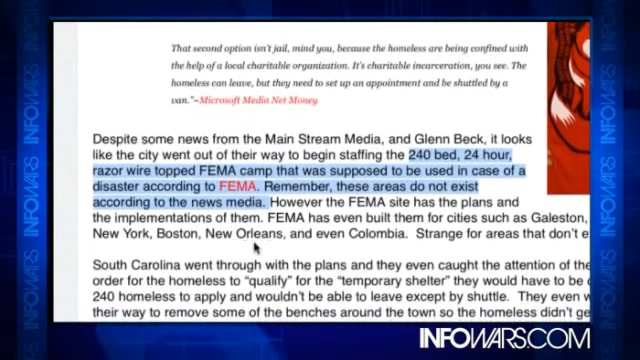 That second option isn't jail, mind you, because the homeless are being confined with
the help of a local charitable organization. It's charitable incarceration, you see. The
homeless can leave, but they need to set up an appointment and be shuttled by a
van."~Microsoft Media Net Money
Despite some news from the Main Stream Media, and Glenn Beck, it looks
like the city went out of their way to begin staffing the 240 bed, 24 hour,
razor wire topped FEMA camp that was supposed to be used in case of a
disaster according to FEMA. Remember, these areas do not exist
according to the news media. However the FEMA site has the plans and
the implementations of them. FEMA has even built them for cities such as Galeston,
New York, Boston, New Orleans, and even Colombia. Strange for areas that don't e
South Carolina went through with the plans and they even caught the attention of the
order for the homeless to "qualify" for the "temporary shelter" they would have to be
240 homeless to apply and wouldn't be able to leave except by shuttle. They even w
their way to remove some of the benches around the town so the homeless didn't ge
INFOWARS
INFOWARS
INFOWARS
INFOWARS
INFOWARS.COM